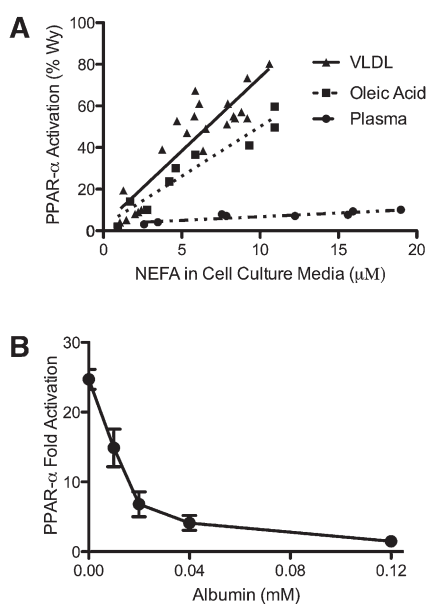 A
PPAR-α Activation (% Wy)
100
80
60
40
20
0
0
5
10
15
20
NEFA in Cell Culture Media (μM)
VLDL
Oleic Acid
Plasma
B
PPAR-α Fold Activation
30
20
10
0
0.00
0.04
0.08
0.12
Albumin (mM)